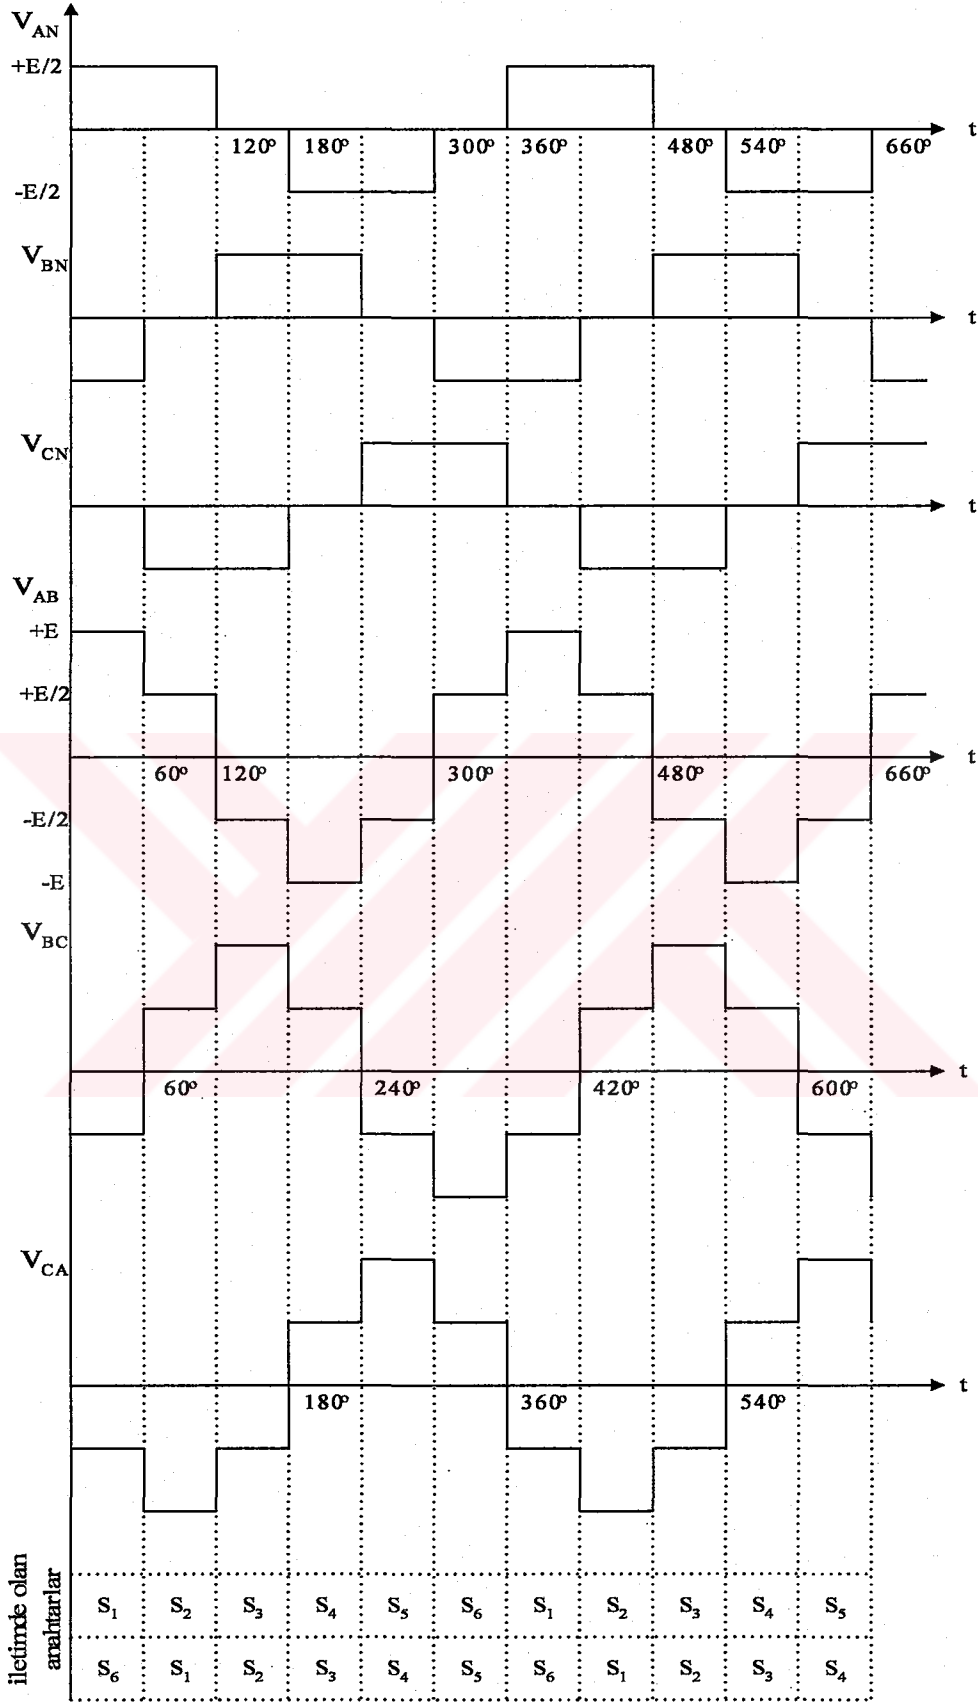 V_AN
+E/2
t
120° 180° 300° 360° 480° 540° 660°
-E/2
V_BN
t
V_CN
t
V_AB
+E
+E/2
t
60° 120° 300° 480° 660°
-E/2
-E
V_BC
t
60° 240° 420° 600°
V_CA
t
180° 360° 540°
iletimde olan
anahtarlar
S₁ S₂ S₃ S₄ S₅ S₆ S₁ S₂ S₃ S₄ S₅
S₆ S₁ S₂ S₃ S₄ S₅ S₆ S₁ S₂ S₃ S₄